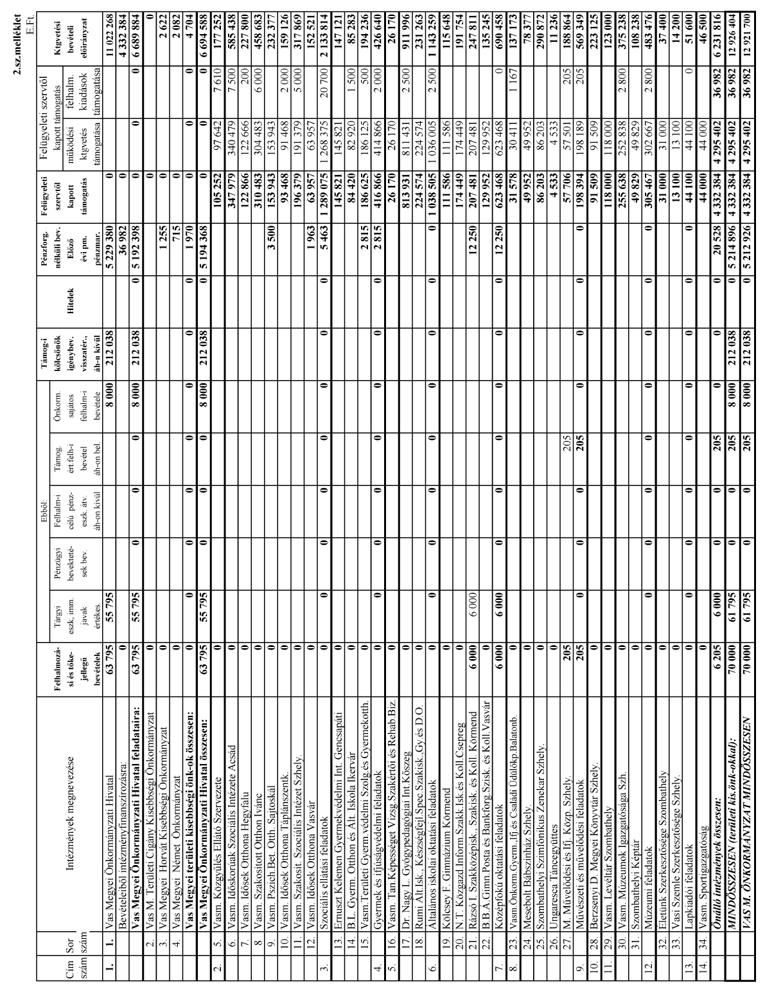 2.sz.melléklet
E.Ft.
Cím szám | Sor szám | Intézmények megnevezése | Felhalmozási és tőke-jellegű bevételek | Ebből: | Támog-i kölcsönök igénybev. visszatér., áh-n kívül | Hitelek | Pénzforg. nélküli bev. Előző évi pm. pénzmar. | Felügyeleti szervtől kapott támogatás | Felügyeleti szervtől kapott támogatás | Ktgvetési bevételi előirányzat
Tárgyi eszk, imm. javak értékes. | Pénzügyi bevekteté-sek bev. | Felhalm-i célú pénz-eszk. átv. áh-on kívül | Támog. ért.felh-i bevétel áh-on bel. | Önkorm. sajátos felhalm-i bevétele | működési ktgvetés támogatása | felhalm. kiadások támogatása
1. 1. Vas Megyei Önkormányzati Hivatal 63 795 55 795 8 000 212 038 5 229 380 0 11 022 268
Bevételeiből intézményfinanszírozásra: 0 36 982 4 332 384
Vas Megyei Önkormányzati Hivatal feladataira: 63 795 55 795 0 0 0 8 000 212 038 0 5 192 398 0 0 0 6 689 884
2. Vas M. Területi Cigány Kisebbségi Önkormányzat 0 0 0
3. Vas Megyei Horvát Kisebbségi Önkormányzat 0 1 255 0 2 622
4. Vas Megyei Német Önkormányzat 0 715 0 2 082
Vas Megyei területi kisebbségi önk-ok összesen: 0 0 0 0 0 0 0 0 1 970 0 0 0 4 704
Vas Megyei Önkormányzati Hivatal összesen: 63 795 55 795 0 0 0 8 000 212 038 0 5 194 368 0 0 0 6 694 588
2. 5. Vasm. Közgyűlés Ellátó Szervezete 0 105 252 97 642 7 610 177 252
6. Vasm. Időskorúak Szociális Intézete Acsád 0 347 979 340 479 7 500 585 438
7. Vasm. Idősek Otthona Hegyfalu 0 122 866 122 666 200 227 800
8 Vasm. Szakosított Otthon Ivánc 0 310 483 304 483 6 000 458 683
9. Vasm. Pszich.Bet. Otth. Sajtoskál 0 3 500 153 943 153 943 232 377
10. Vasm. Idősek Otthona Táplánszentk. 0 93 468 91 468 2 000 159 126
11. Vasm. Szakosít. Szociális Intézet Szhely. 0 196 379 191 379 5 000 317 869
12. Vasm. Idősek Otthona Vasvár 0 1 963 63 957 63 957 152 521
3. Szociális ellátási feladatok 0 0 0 0 0 0 0 5 463 1 289 075 1 268 375 20 700 2 133 814
13. Ernuszt Kelemen Gyermekvédelmi Int. Gencsapáti 0 145 821 145 821 147 121
14. B.L. Gyerm. Otthon és Ált. Iskola Ikervár 0 84 420 82 920 1 500 85 283
15. Vasm. Területi Gyerm.védelmi Szolg.és Gyermekotth. 0 2 815 186 625 186 125 500 194 236
4. Gyermek és ifjúságvédelmi feladatok 0 0 0 0 0 0 0 0 2 815 416 866 414 866 2 000 426 640
5. 16. Vasm. Tan.Képességet Vizsg.Szakértői és Rehab.Biz. 0 26 170 26 170 26 170
17. Dr. Nagy L. Gyógypedagógiai Int.Kőszeg 0 813 931 811 431 2 500 911 996
18. Rumi Ált.Isk., Készségfejl.Spec.Szakisk.,Gy.és D.O. 0 224 574 224 574 231 263
6. Általános iskolai oktatási feladatok 0 0 0 0 0 0 0 0 0 1 038 505 1 036 005 2 500 1 143 259
19. Kölcsey F. Gimnázium Körmend 0 111 586 111 586 115 648
20. N.T. Közgazd.Inform.Szakk.Isk.és Koll.Csepreg 0 174 449 174 449 191 754
21. Rázsó I. Szakközépisk., Szakisk. és Koll. Körmend 6 000 6 000 12 250 207 481 207 481 247 811
22. B.B.Á.Gimn.Posta és Bankforg.Szisk. és Koll.Vasvár 0 129 952 129 952 135 245
7. Középfokú oktatási feladatok 6 000 6 000 0 0 0 0 0 0 12 250 623 468 623 468 0 690 458
8. 23. Vasm.Önkorm.Gyerm.,Ifj.és Családi Üdülőkp.Balatonb. 0 31 578 30 411 1 167 137 173
24. Mesebolt Bábszínház Szhely. 0 49 952 49 952 78 377
25. Szombathelyi Szimfónikus Zenekar Szhely. 0 86 203 86 203 290 872
26. Ungaresca Táncegyüttes 0 4 533 4 533 11 236
27. M. Művelődési és Ifj. Közp. Szhely. 205 205 57 706 57 501 205 188 864
9. Művészeti és művelődési feladatok 205 0 0 0 205 0 0 0 0 198 394 198 189 205 569 349
10. 28. Berzsenyi D. Megyei Könyvtár Szhely. 0 91 509 91 509 223 125
11. 29. Vasm. Levéltár Szombathely 0 118 000 118 000 123 000
30. Vasm. Múzeumok Igazgatósága Szh. 0 255 638 252 838 2 800 375 238
31. Szombathelyi Képtár 0 49 829 49 829 108 238
12. Múzeumi feladatok 0 0 0 0 0 0 0 0 305 467 302 667 2 800 483 476
32. Életünk Szerkesztősége Szombathely 0 31 000 31 000 37 400
33. Vasi Szemle Szerkesztősége Szhely. 0 13 100 13 100 14 200
13. Lapkiadói feladatok 0 0 0 0 0 0 0 0 0 44 100 44 100 0 51 600
14. 34. Vasm. Sportigazgatóság 0 44 000 44 000 46 500
Önálló intézmények összesen: 6 205 6 000 0 0 205 0 0 0 20 528 4 332 384 4 295 402 36 982 6 231 816
MINDÖSSZESEN (területi kis.önk-okkal): 70 000 61 795 0 0 205 8 000 212 038 0 5 214 896 4 332 384 4 295 402 36 982 12 926 404
VAS M. ÖNKORMÁNYZAT MINDÖSSZESEN 70 000 61 795 0 0 205 8 000 212 038 0 5 212 926 4 332 384 4 295 402 36 982 12 921 700